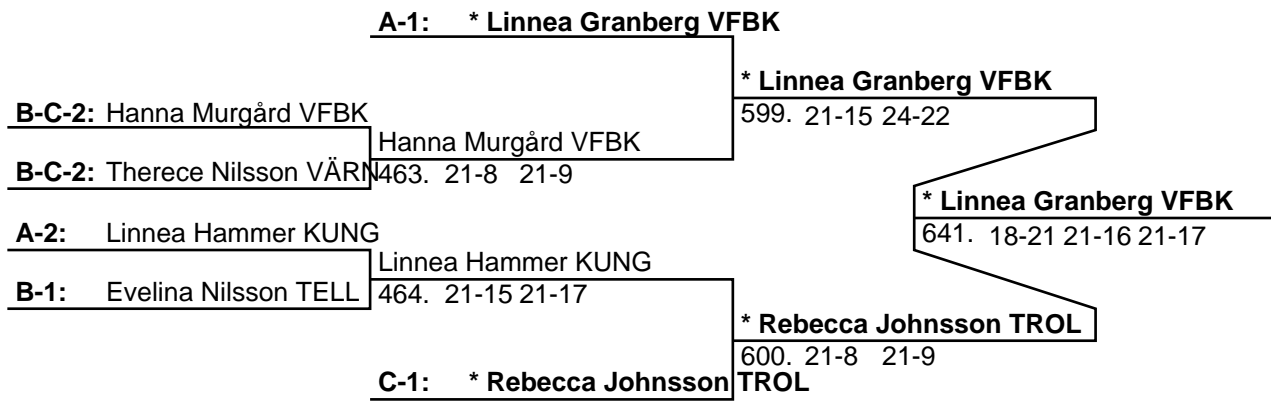 A-1: * Linnea Granberg VFBK
* Linnea Granberg VFBK
B-C-2: Hanna Murgård VFBK
599. 21-15 24-22
Hanna Murgård VFBK
B-C-2: Therece Nilsson VÄRN
463. 21-8 21-9
* Linnea Granberg VFBK
A-2: Linnea Hammer KUNG
641. 18-21 21-16 21-17
Linnea Hammer KUNG
B-1: Evelina Nilsson TELL
464. 21-15 21-17
* Rebecca Johnsson TROL
600. 21-8 21-9
C-1: * Rebecca Johnsson TROL